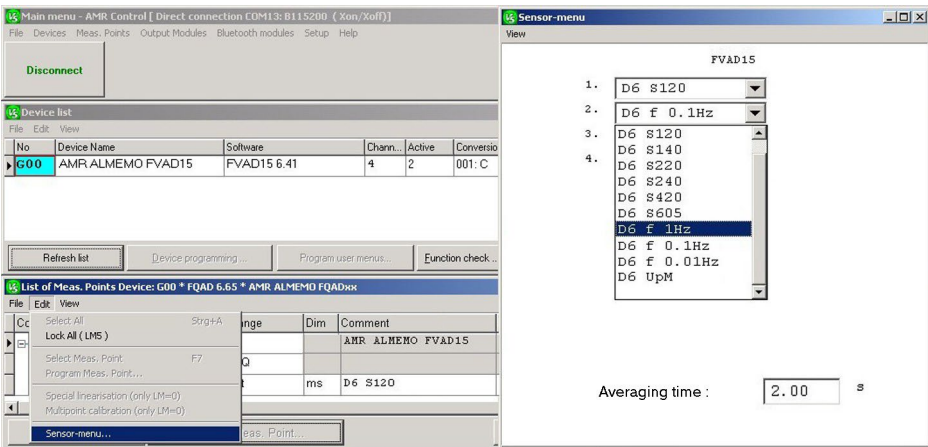 Main menu - AMR Control [ Direct connection COM13: B115200 ( Xon/Xoff)]
File Devices Meas. Points Output Modules Bluetooth modules Setup Help
Disconnect
Device list
File Edit View
No Device Name Software Chann... Active Conversio
G00 AMR ALMEMO FVAD15 FVAD15 6.41 4 2 001: C
Refresh list Device programming ... Program user menus... Function check ..
List of Meas. Points Device: G00 * FQAD 6.65 * AMR ALMEMO FQADxx
File Edit View
Select All Strg+A
Lock All ( LM5 )
Select Meas. Point F7
Program Meas. Point...
Special linearisation (only LM=0)
Multipoint calibration (only LM=0)
Sensor-menu...
Co ange Dim Comment
AMR ALMEMO FVAD15
Q
t ms D6 S120
eas. Point...
Sensor-menu
View
FVAD15
1. D6 S120
2. D6 f 0.1Hz
3.
4.
D6 S120
D6 S140
D6 S220
D6 S240
D6 S420
D6 S605
D6 f 1Hz
D6 f 0.1Hz
D6 f 0.01Hz
D6 UpM
Averaging time : 2.00 s